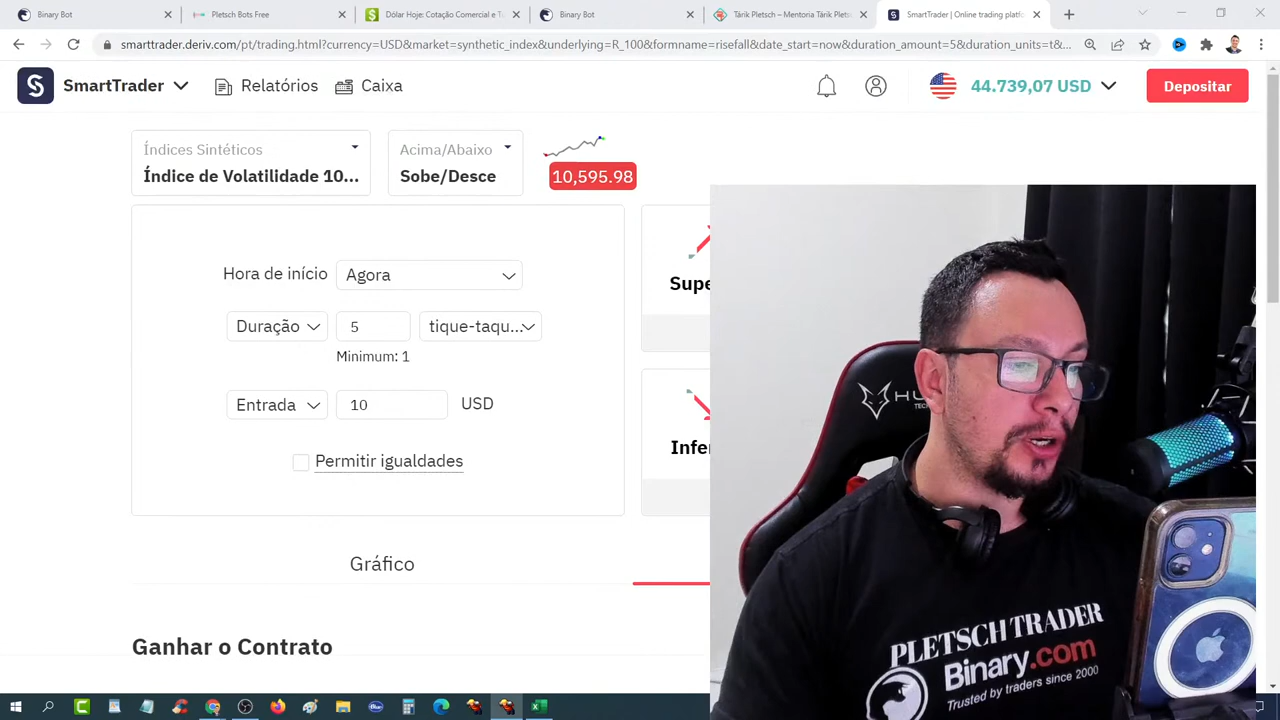 Binary Bot
Pletsch Bots Free
Dólar Hoje: Cotação Comercial e T
Binary Bot
Tárik Pletsch – Mentoria Tárik Plets
SmartTrader | Online trading platf
smarttrader.deriv.com/pt/trading.html?currency=USD&market=synthetic_index&underlying=R_100&formname=risefall&date_start=now&duration_amount=5&duration_units=t&...
SmartTrader
Relatórios
Caixa
44.739,07 USD
Depositar
Índices Sintéticos
Índice de Volatilidade 10...
Acima/Abaixo
Sobe/Desce
10,595.98
Hora de início
Agora
Duração
5
tique-taqu...
Minimum: 1
Entrada
10
USD
Permitir igualdades
Supe
Infer
Gráfico
Ganhar o Contrato
HU
TEC
PLETSCH TRADER
Binary.com
Trusted by traders since 2000